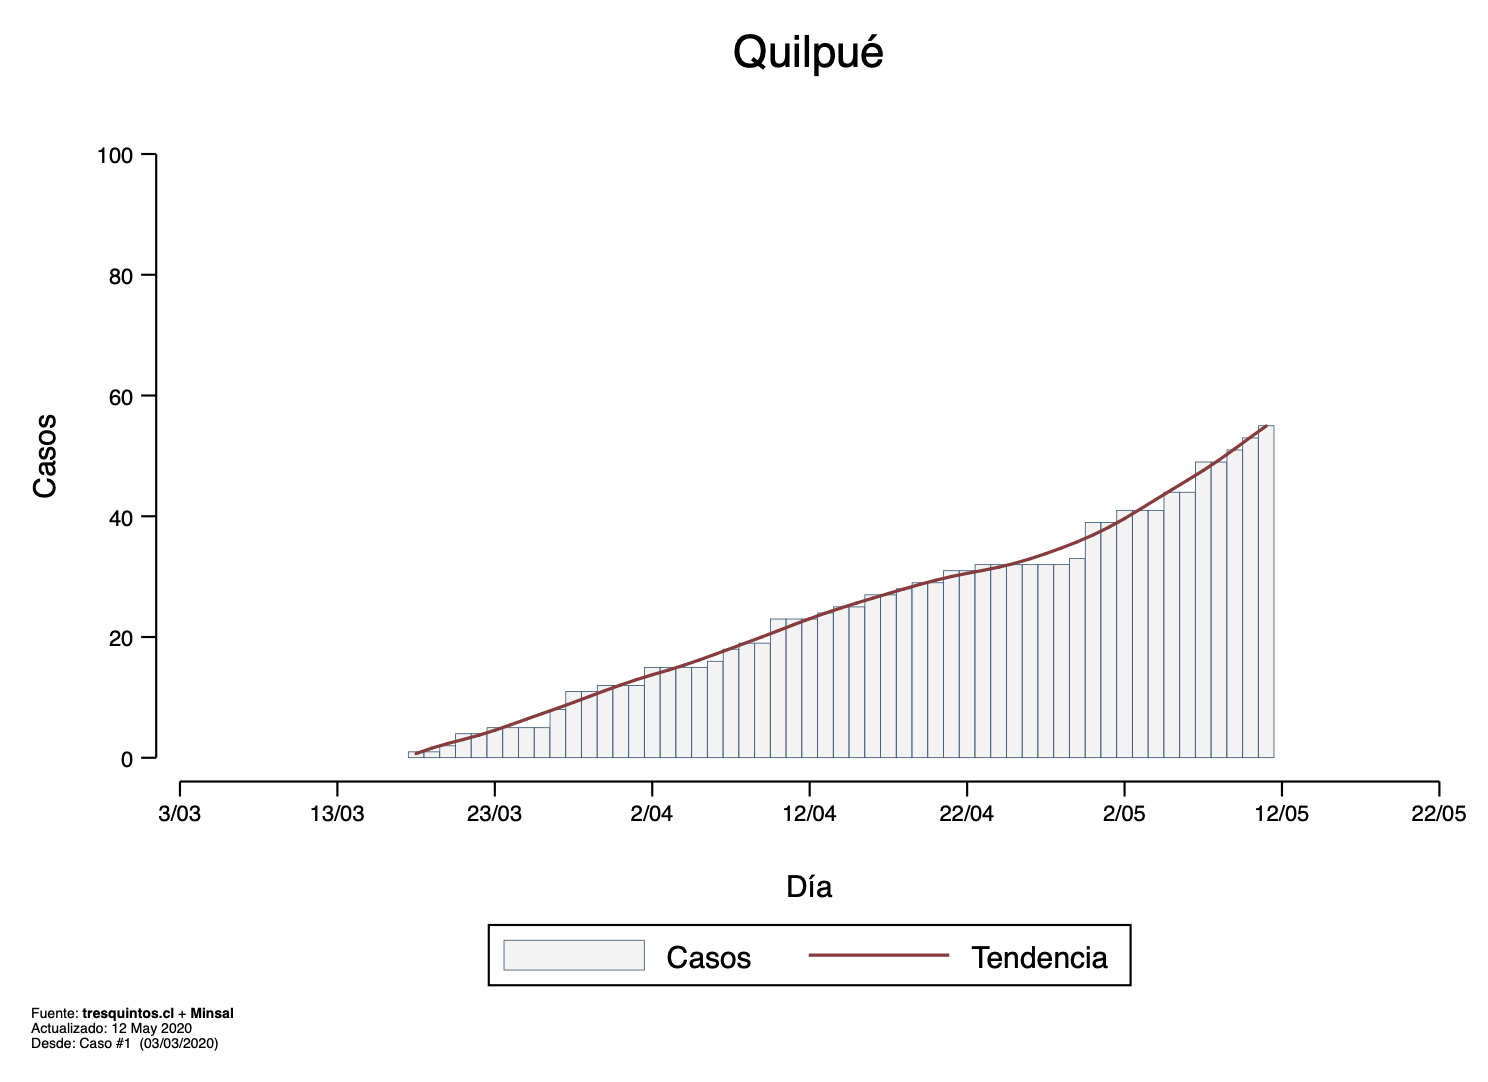 Quilpué
100
80
60
40
20
0
Casos
3/03 13/03 23/03 2/04 12/04 22/04 2/05 12/05 22/05
Día
Casos Tendencia
Fuente: tresquintos.cl + Minsal
Actualizado: 12 May 2020
Desde: Caso #1 (03/03/2020)